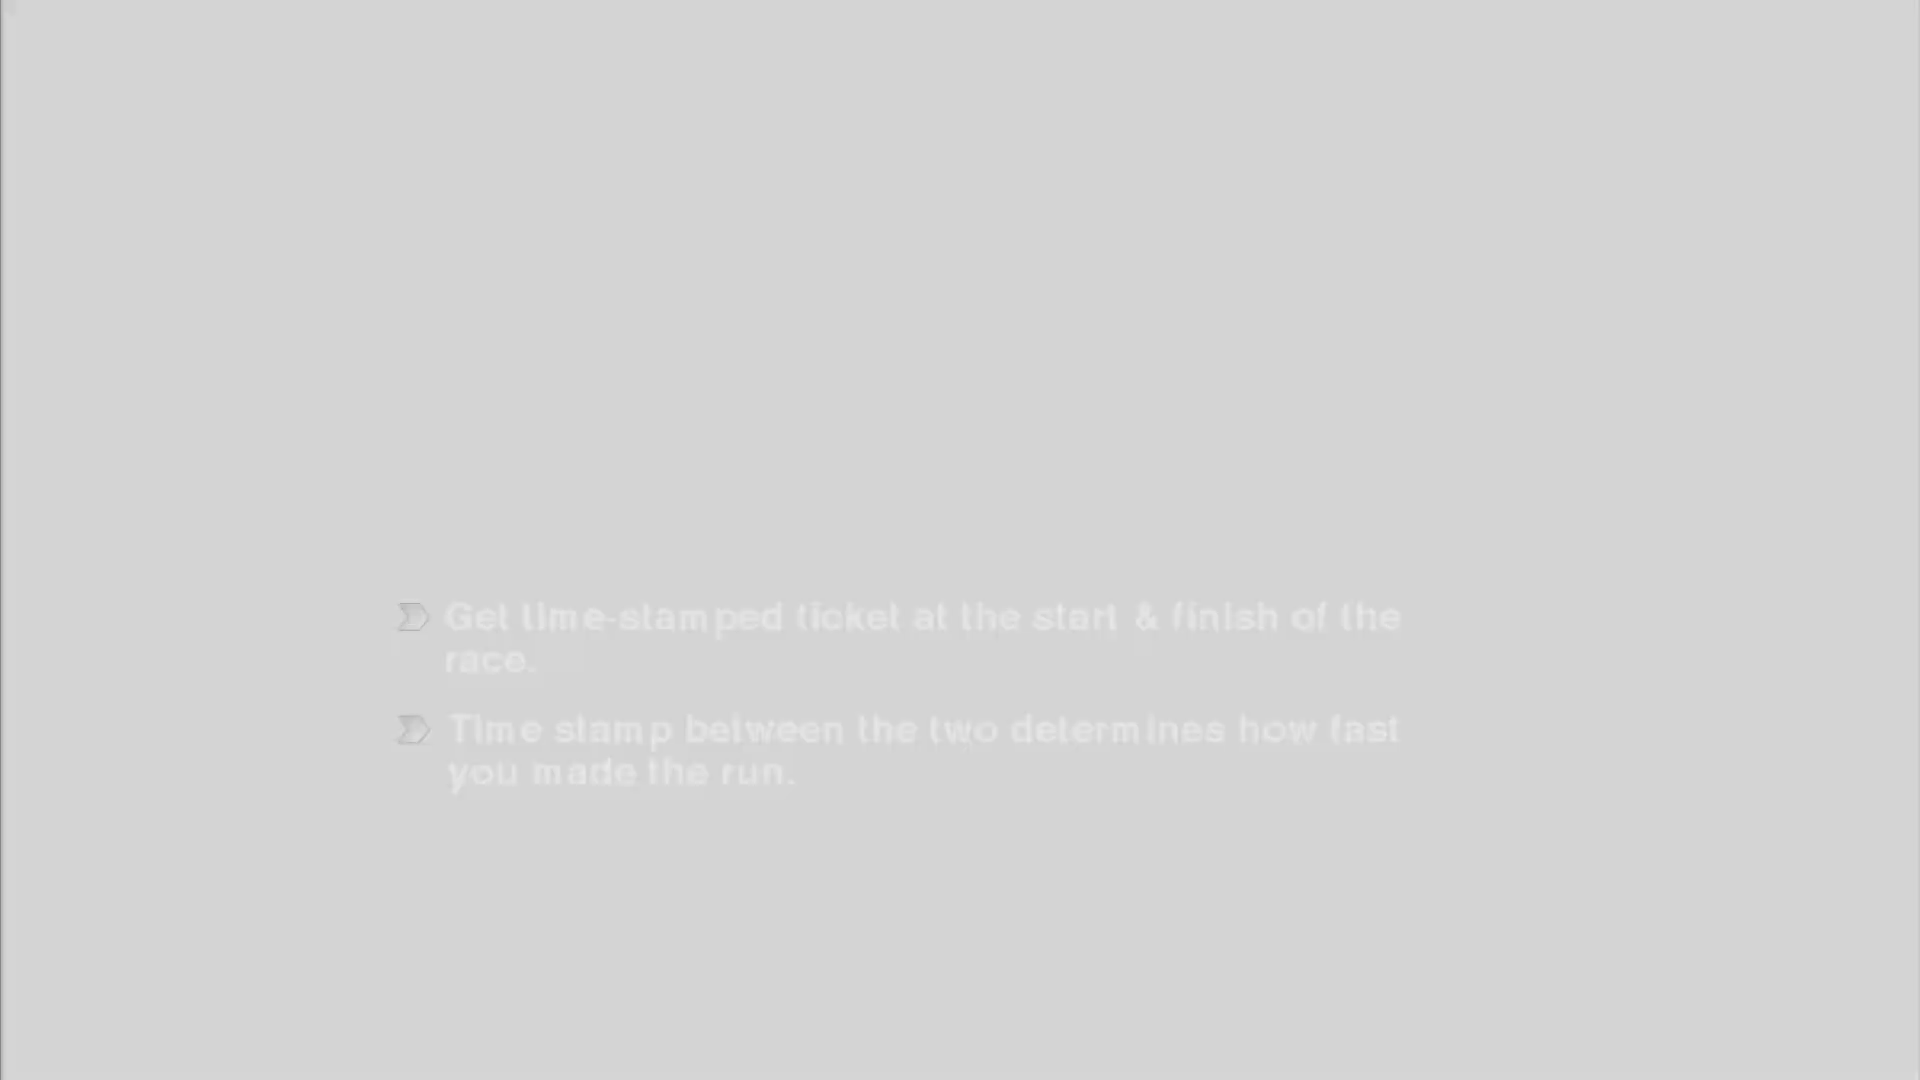 Get time-stamped ticket at the start & finish of the
race.
Time stamp between the two determines how fast
you made the run.